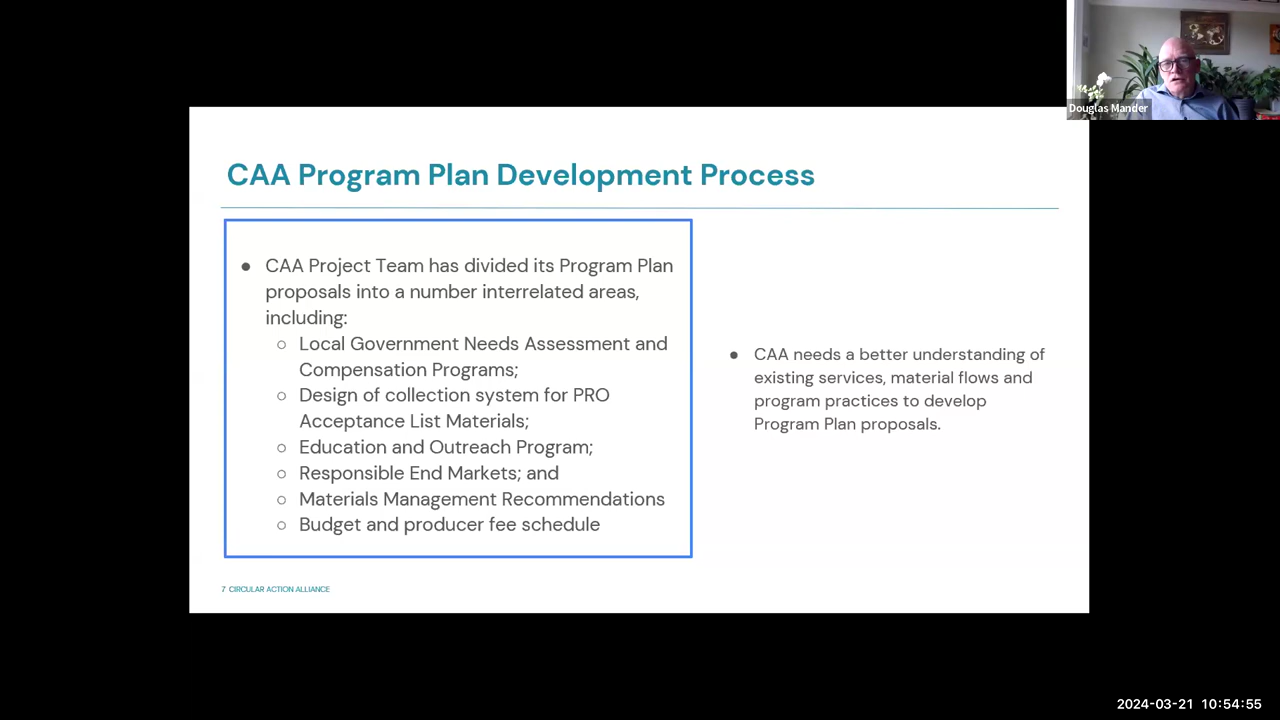 Douglas Mander
CAA Program Plan Development Process
● CAA Project Team has divided its Program Plan
proposals into a number interrelated areas,
including:
○ Local Government Needs Assessment and
Compensation Programs;
○ Design of collection system for PRO
Acceptance List Materials;
○ Education and Outreach Program;
○ Responsible End Markets; and
○ Materials Management Recommendations
○ Budget and producer fee schedule
● CAA needs a better understanding of
existing services, material flows and
program practices to develop
Program Plan proposals.
7 CIRCULAR ACTION ALLIANCE
2024-03-21 10:54:55